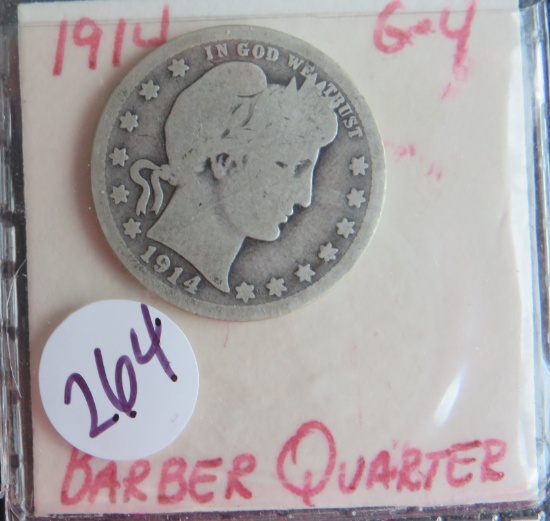 1914 G-4
IN GOD WE TRUST
1914
264
BARBER QUARTER